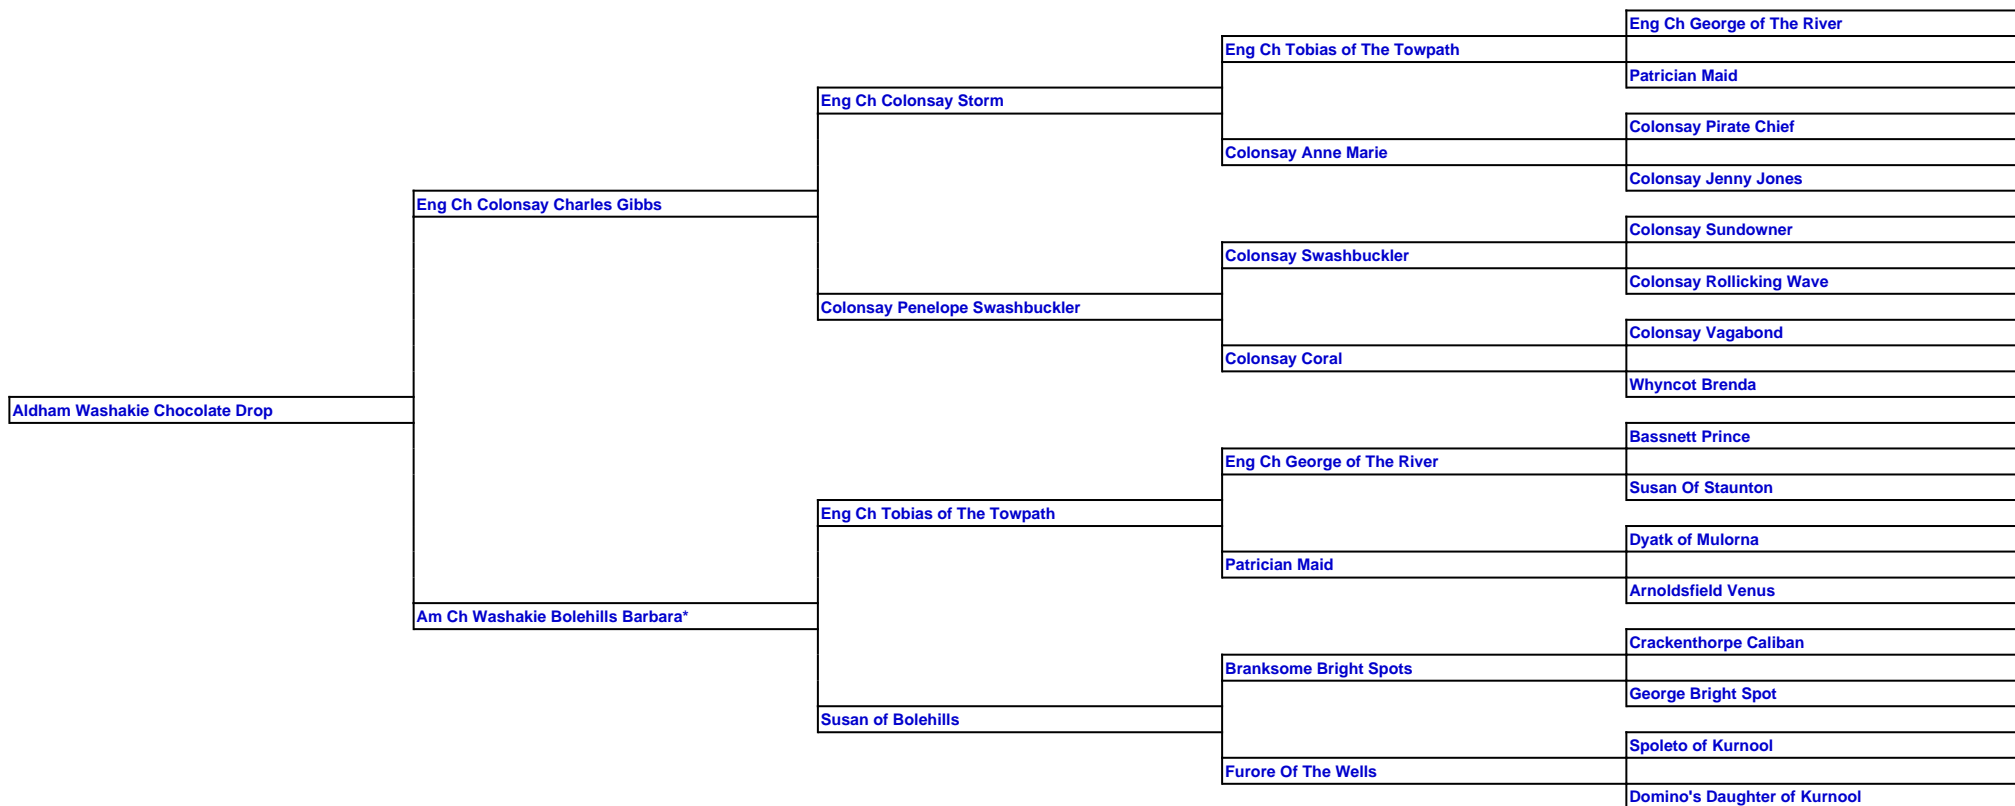 Eng Ch George of The River
Eng Ch Tobias of The Towpath
Patrician Maid
Eng Ch Colonsay Storm
Colonsay Pirate Chief
Colonsay Anne Marie
Colonsay Jenny Jones
Eng Ch Colonsay Charles Gibbs
Colonsay Sundowner
Colonsay Swashbuckler
Colonsay Rollicking Wave
Colonsay Penelope Swashbuckler
Colonsay Vagabond
Colonsay Coral
Whyncot Brenda
Aldham Washakie Chocolate Drop
Bassnett Prince
Eng Ch George of The River
Susan Of Staunton
Eng Ch Tobias of The Towpath
Dyatk of Mulorna
Patrician Maid
Arnoldsfield Venus
Am Ch Washakie Bolehills Barbara*
Crackenthorpe Caliban
Branksome Bright Spots
George Bright Spot
Susan of Bolehills
Spoleto of Kurnool
Furore Of The Wells
Domino's Daughter of Kurnool